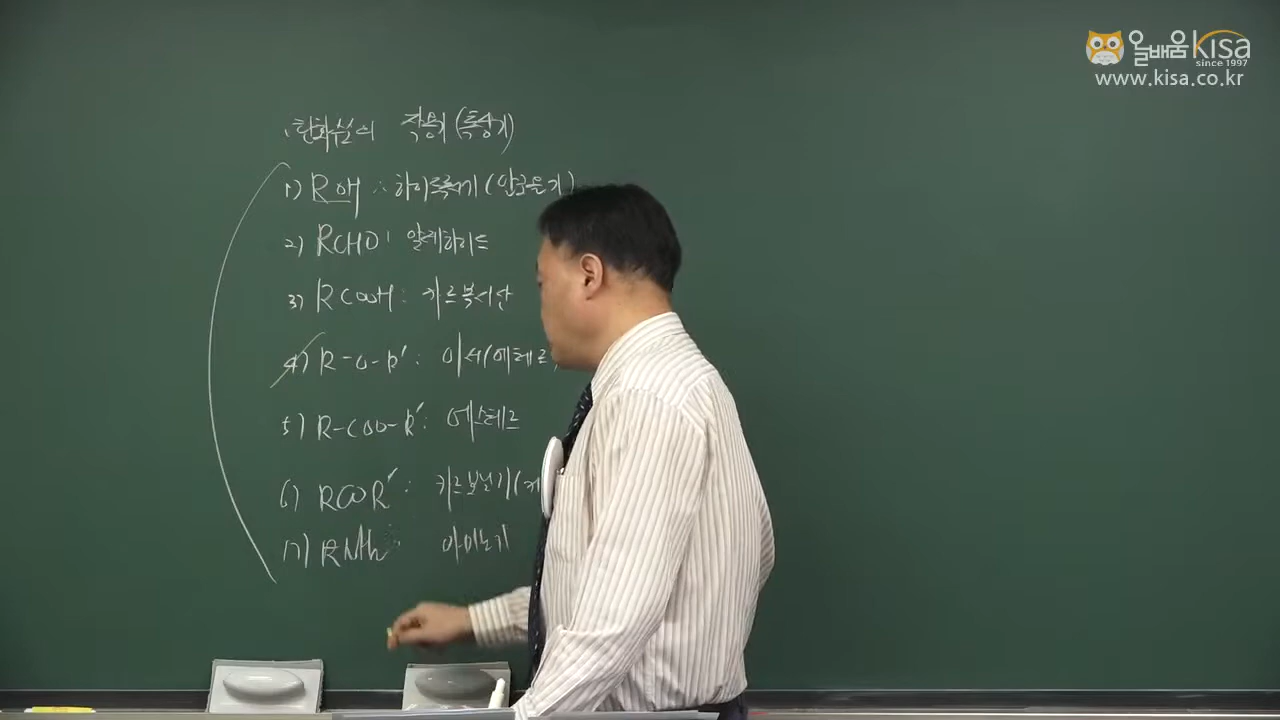 올배움 kisa
since 1997
www.kisa.co.kr
탄화수소의 작용기(특성기)
1) ROH : 하이록시기 (알코올기)
2) RCHO : 알데하이드
3) RCOOH : 카르복시산
4) R-O-R' : (에테르
5) R-COO-R' : 에스테르
6) RCOR' : 카르보닐기(케
7) RNH₂ 아미노기